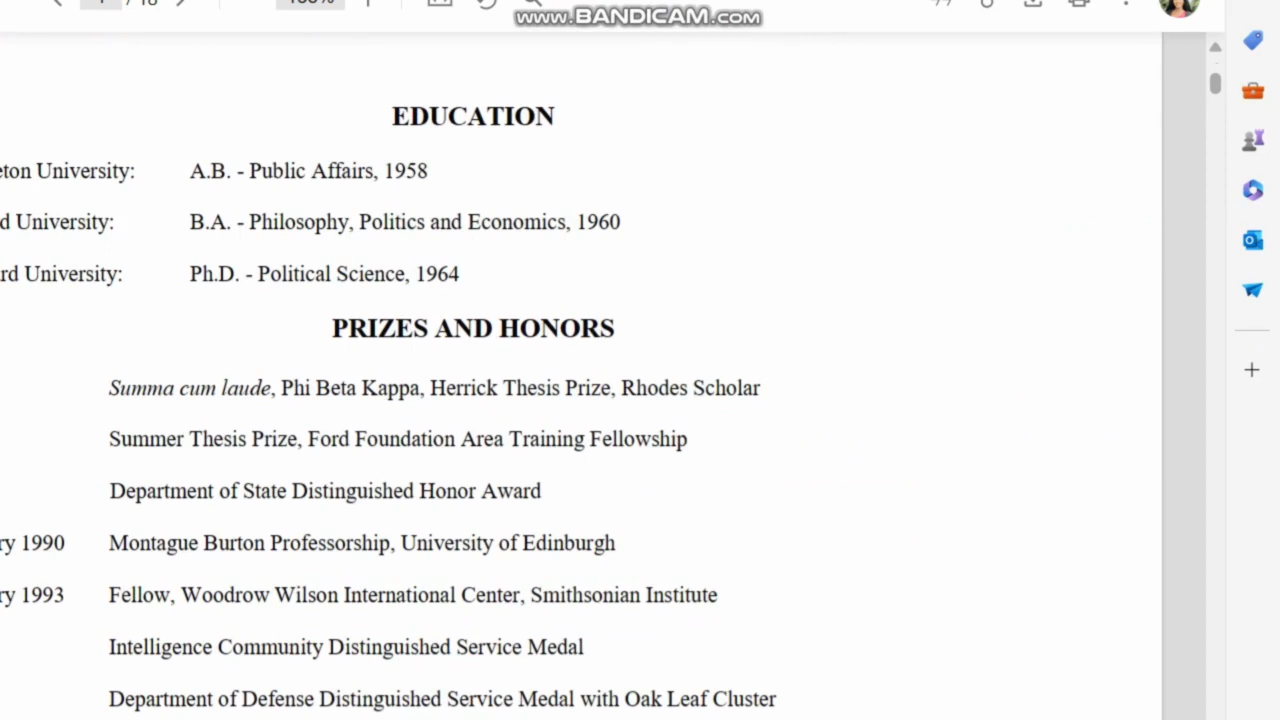 www.BANDICAM.com
EDUCATION
eton University: A.B. - Public Affairs, 1958
d University: B.A. - Philosophy, Politics and Economics, 1960
rd University: Ph.D. - Political Science, 1964
PRIZES AND HONORS
Summa cum laude, Phi Beta Kappa, Herrick Thesis Prize, Rhodes Scholar
Summer Thesis Prize, Ford Foundation Area Training Fellowship
Department of State Distinguished Honor Award
ry 1990 Montague Burton Professorship, University of Edinburgh
ry 1993 Fellow, Woodrow Wilson International Center, Smithsonian Institute
Intelligence Community Distinguished Service Medal
Department of Defense Distinguished Service Medal with Oak Leaf Cluster